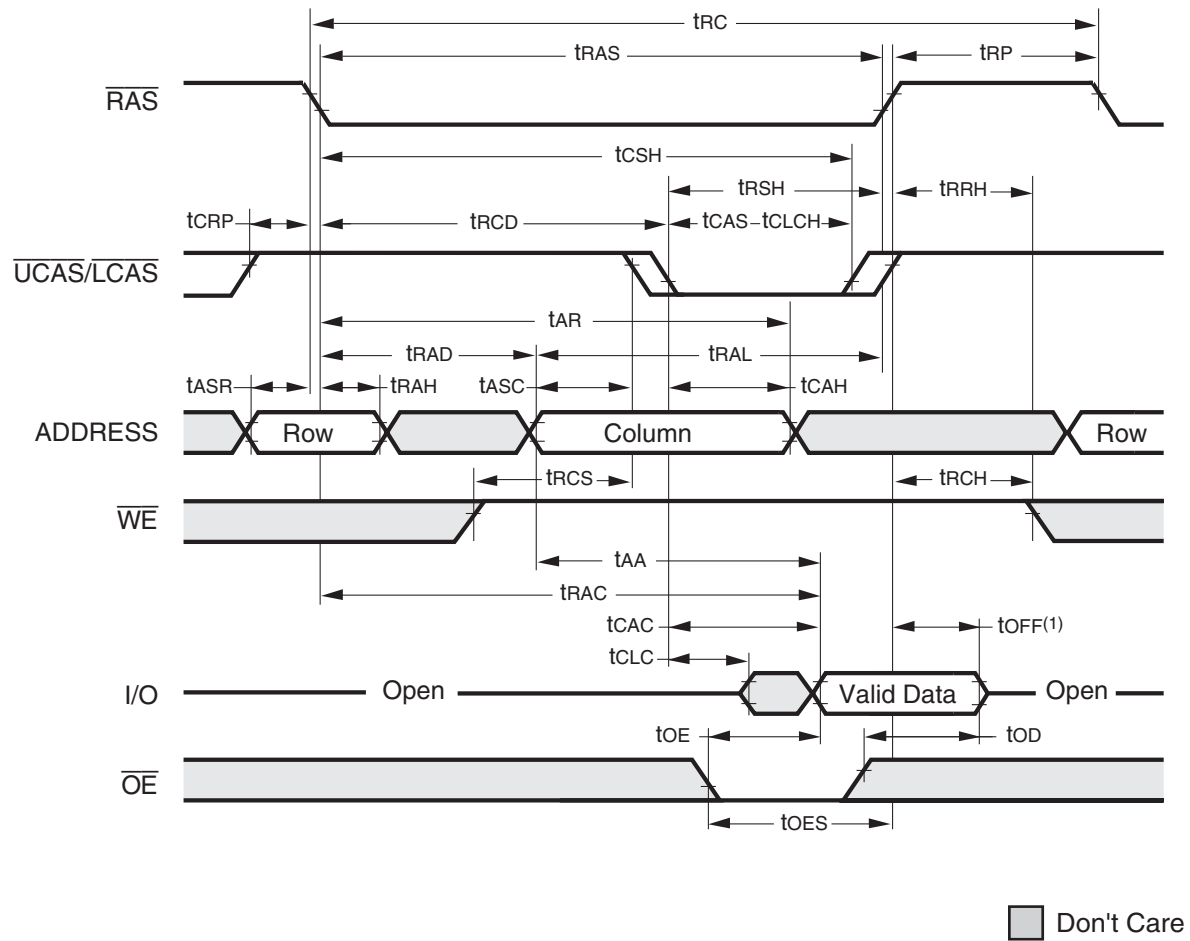 tRC
tRAS
tRP
RAS
tCSH
tRSH
tRRH
tCRP
tRCD
tCAS
tCLCH
UCAS/LCAS
tAR
tRAD
tRAL
tASR
tRAH
tASC
tCAH
ADDRESS
Row
Column
Row
tRCS
tRCH
WE
tAA
tRAC
tCAC
tOFF(1)
tCLC
I/O
Open
Valid Data
Open
tOE
tOD
OE
tOES
Don't Care